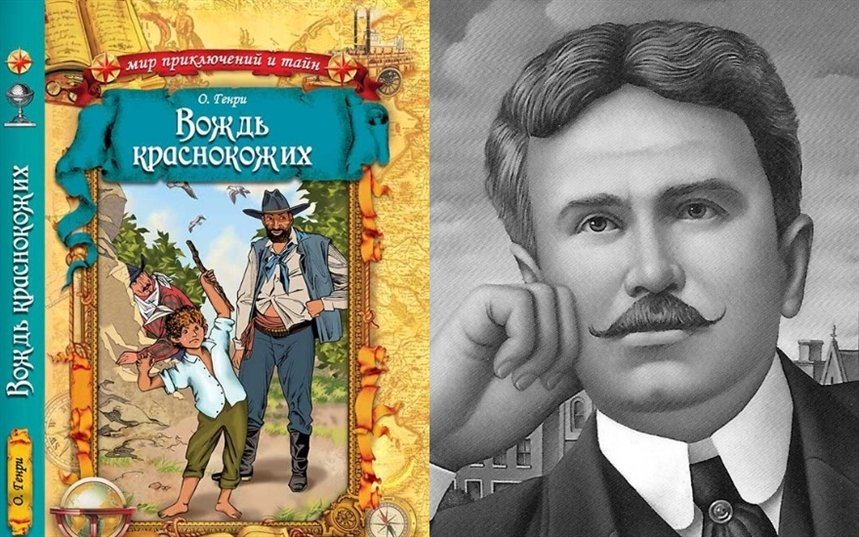 Вождь краснокожих
О. Генри
мир приключений и тайн
О. Генри
Вождь
краснокожих